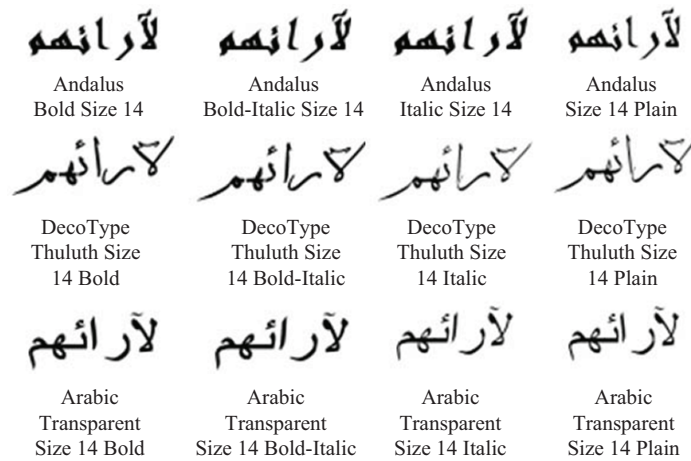 لآرائهم لآرائهم لآرائهم لآرائهم
Andalus Andalus Andalus Andalus
Bold Size 14 Bold-Italic Size 14 Italic Size 14 Size 14 Plain
لآرائهم لآرائهم لآرائهم لآرائهم
DecoType DecoType DecoType DecoType
Thuluth Size Thuluth Size Thuluth Size Thuluth Size
14 Bold 14 Bold-Italic 14 Italic 14 Plain
لآرائهم لآرائهم لآرائهم لآرائهم
Arabic Arabic Arabic Arabic
Transparent Transparent Transparent Transparent
Size 14 Bold Size 14 Bold-Italic Size 14 Italic Size 14 Plain